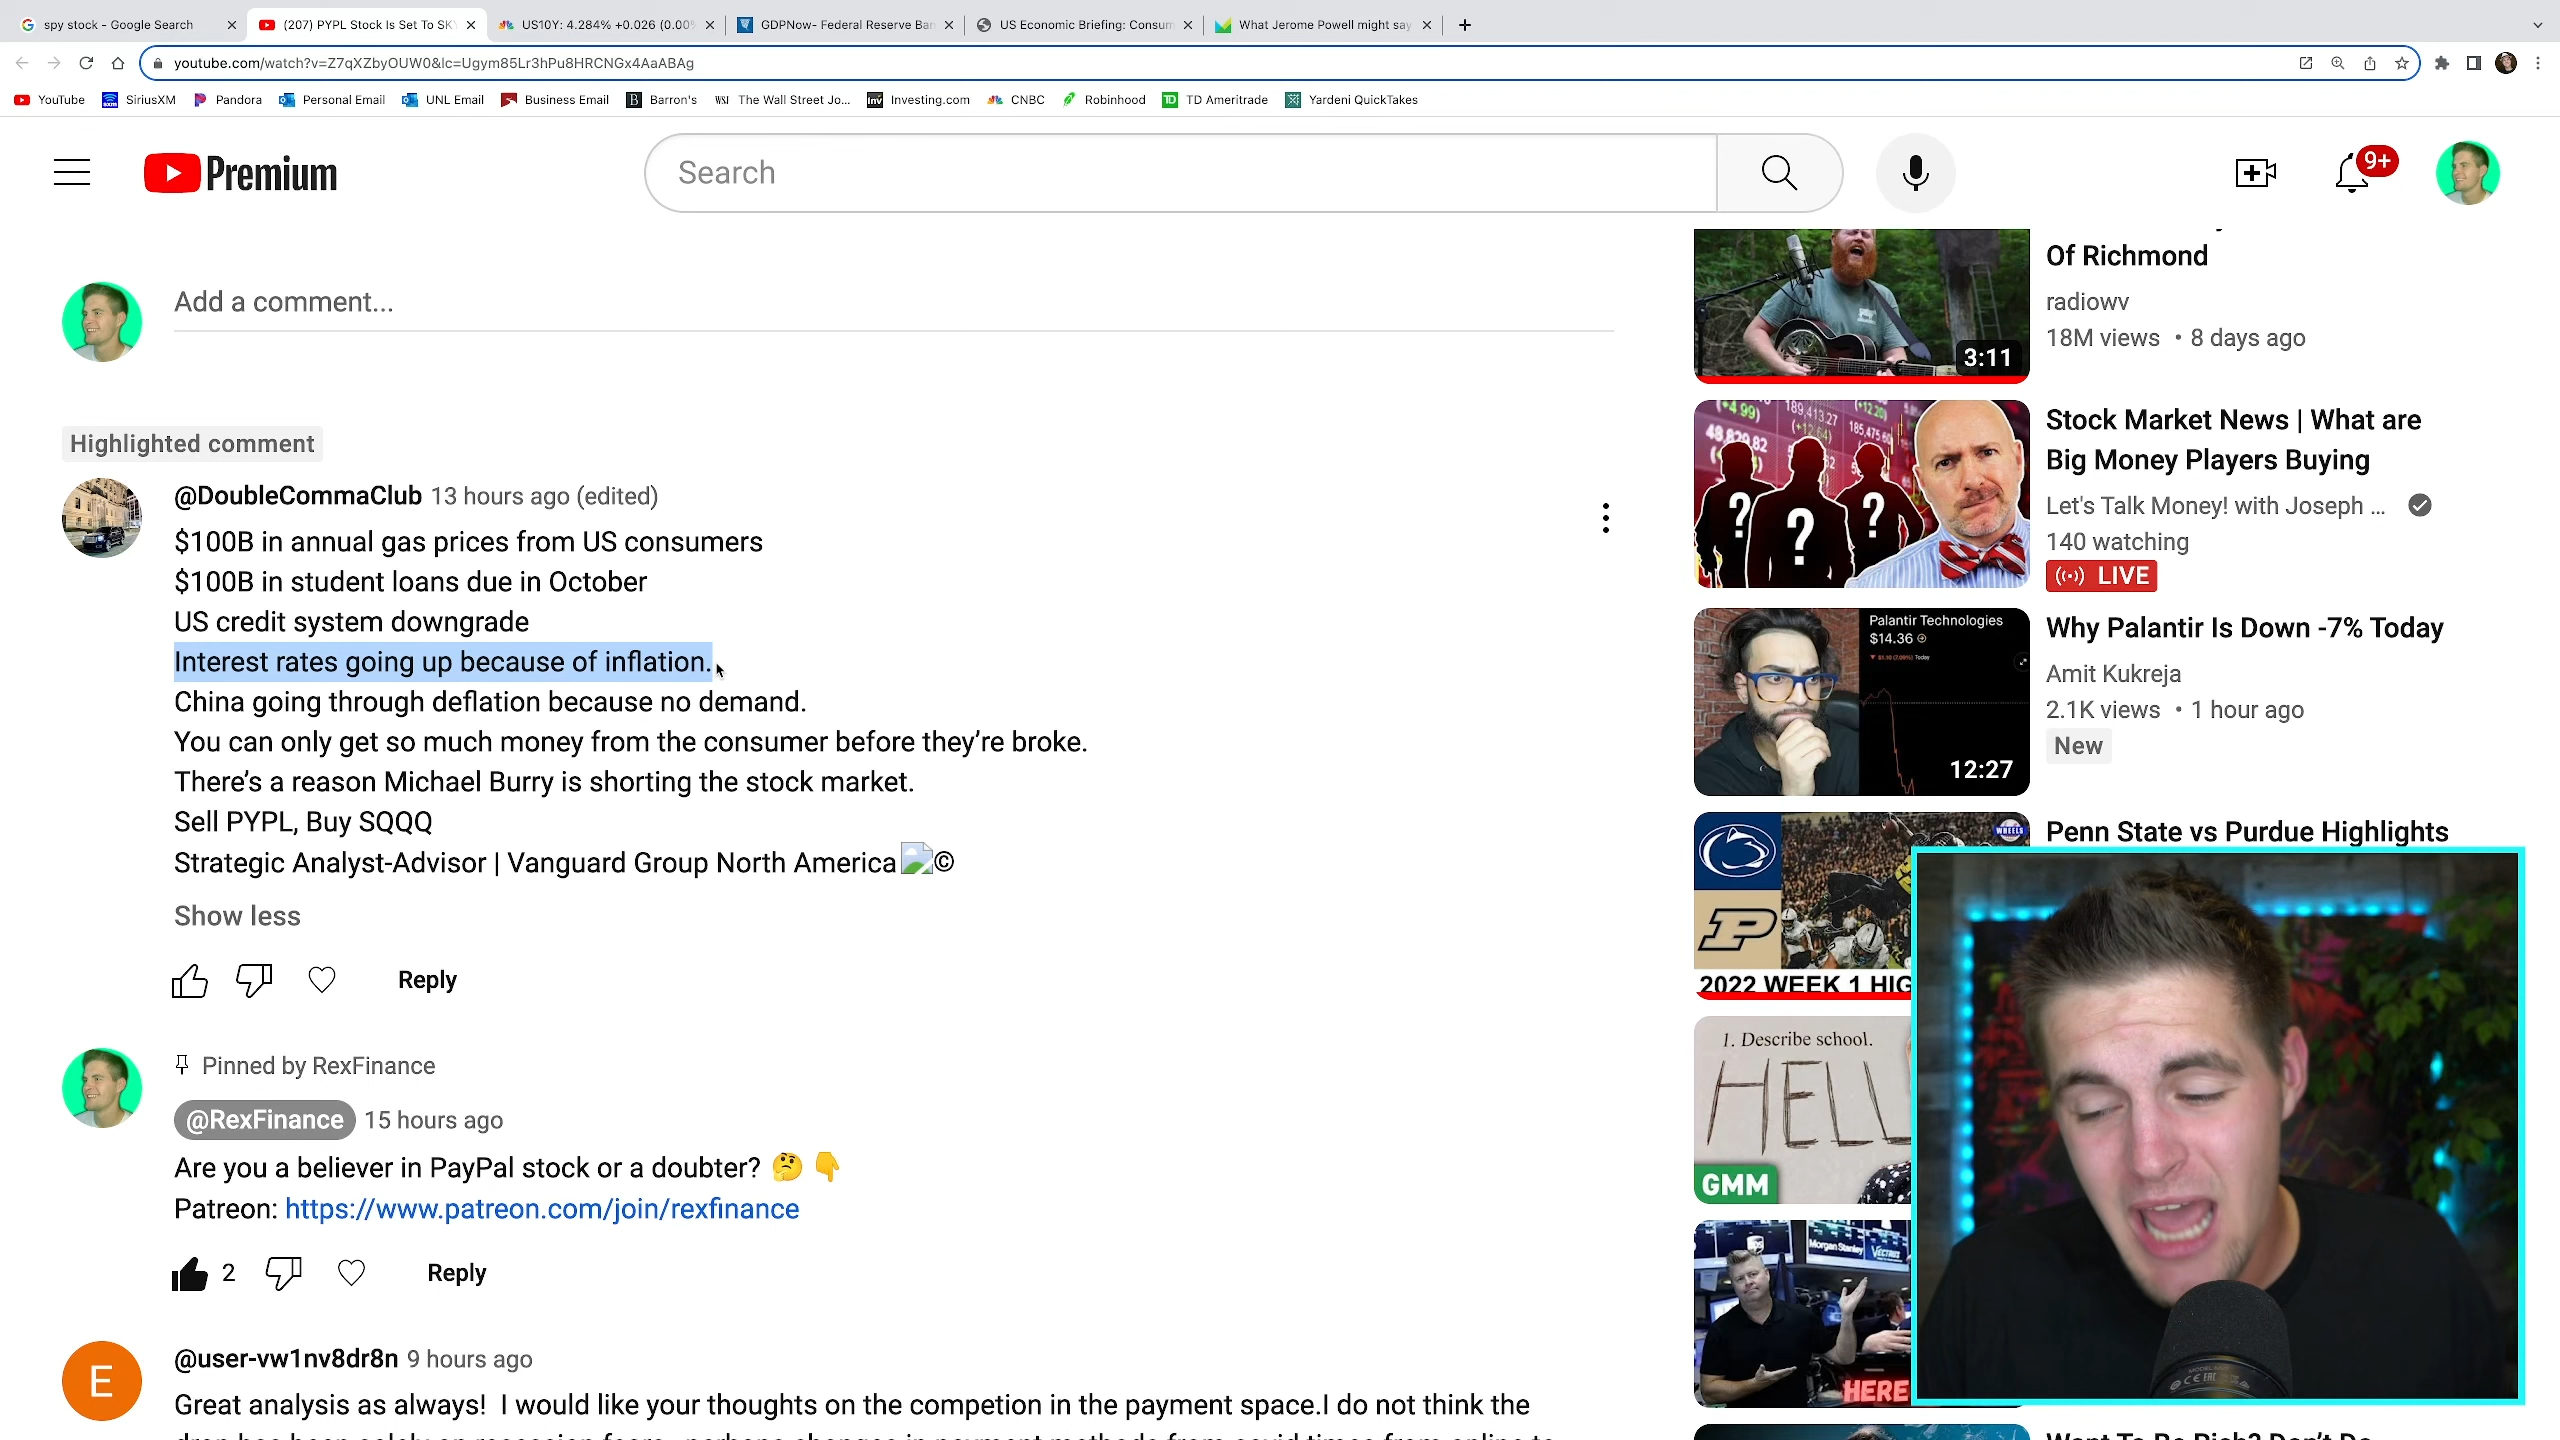 spy stock - Google Search
(207) PYPL Stock Is Set To SK
US10Y: 4.284% +0.026 (0.00
GDPNow- Federal Reserve Ba
US Economic Briefing: Consum
What Jerome Powell might say
youtube.com/watch?v=Z7qXZbyOUW0&lc=Ugym85Lr3hPu8HRCNGx4AaABAg
YouTube
SiriusXM
Pandora
Personal Email
UNL Email
Business Email
Barron's
The Wall Street Jo...
Investing.com
CNBC
Robinhood
TD Ameritrade
Yardeni QuickTakes
Premium
Search
9+
Add a comment...
Highlighted comment
@DoubleCommaClub 13 hours ago (edited)
$100B in annual gas prices from US consumers
$100B in student loans due in October
US credit system downgrade
Interest rates going up because of inflation.
China going through deflation because no demand.
You can only get so much money from the consumer before they’re broke.
There’s a reason Michael Burry is shorting the stock market.
Sell PYPL, Buy SQQQ
Strategic Analyst-Advisor | Vanguard Group North America ©
Show less
Reply
Pinned by RexFinance
@RexFinance 15 hours ago
Are you a believer in PayPal stock or a doubter? 🤔 👇
Patreon: https://www.patreon.com/join/rexfinance
2
Reply
E
@user-vw1nv8dr8n 9 hours ago
Great analysis as always!  I would like your thoughts on the competion in the payment space.I do not think the
Of Richmond
radiowv
18M views • 8 days ago
3:11
Stock Market News | What are
Big Money Players Buying
Let's Talk Money! with Joseph ...
140 watching
LIVE
Palantir Technologies
$14.36
Why Palantir Is Down -7% Today
Amit Kukreja
2.1K views • 1 hour ago
New
12:27
Penn State vs Purdue Highlights
WHEELS
2022 WEEK 1 HIG
1. Describe school.
HELL
GMM
Morgan Stanley
HERE
Want To Be Rich? Don't Do